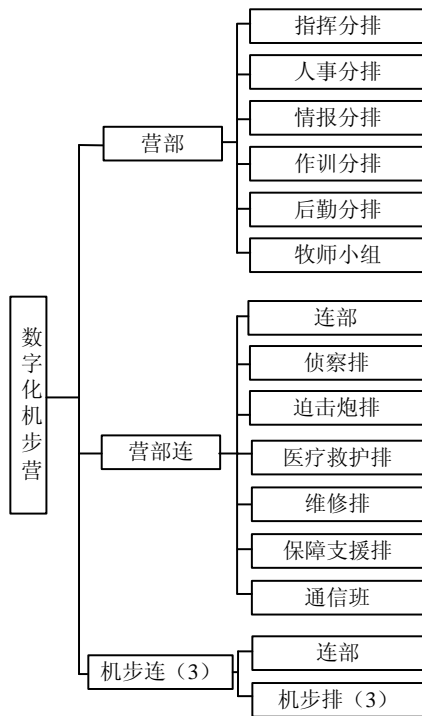 数字化机步营
营部
指挥分排
人事分排
情报分排
作训分排
后勤分排
牧师小组
营部连
连部
侦察排
迫击炮排
医疗救护排
维修排
保障支援排
通信班
机步连（3）
连部
机步排（3）